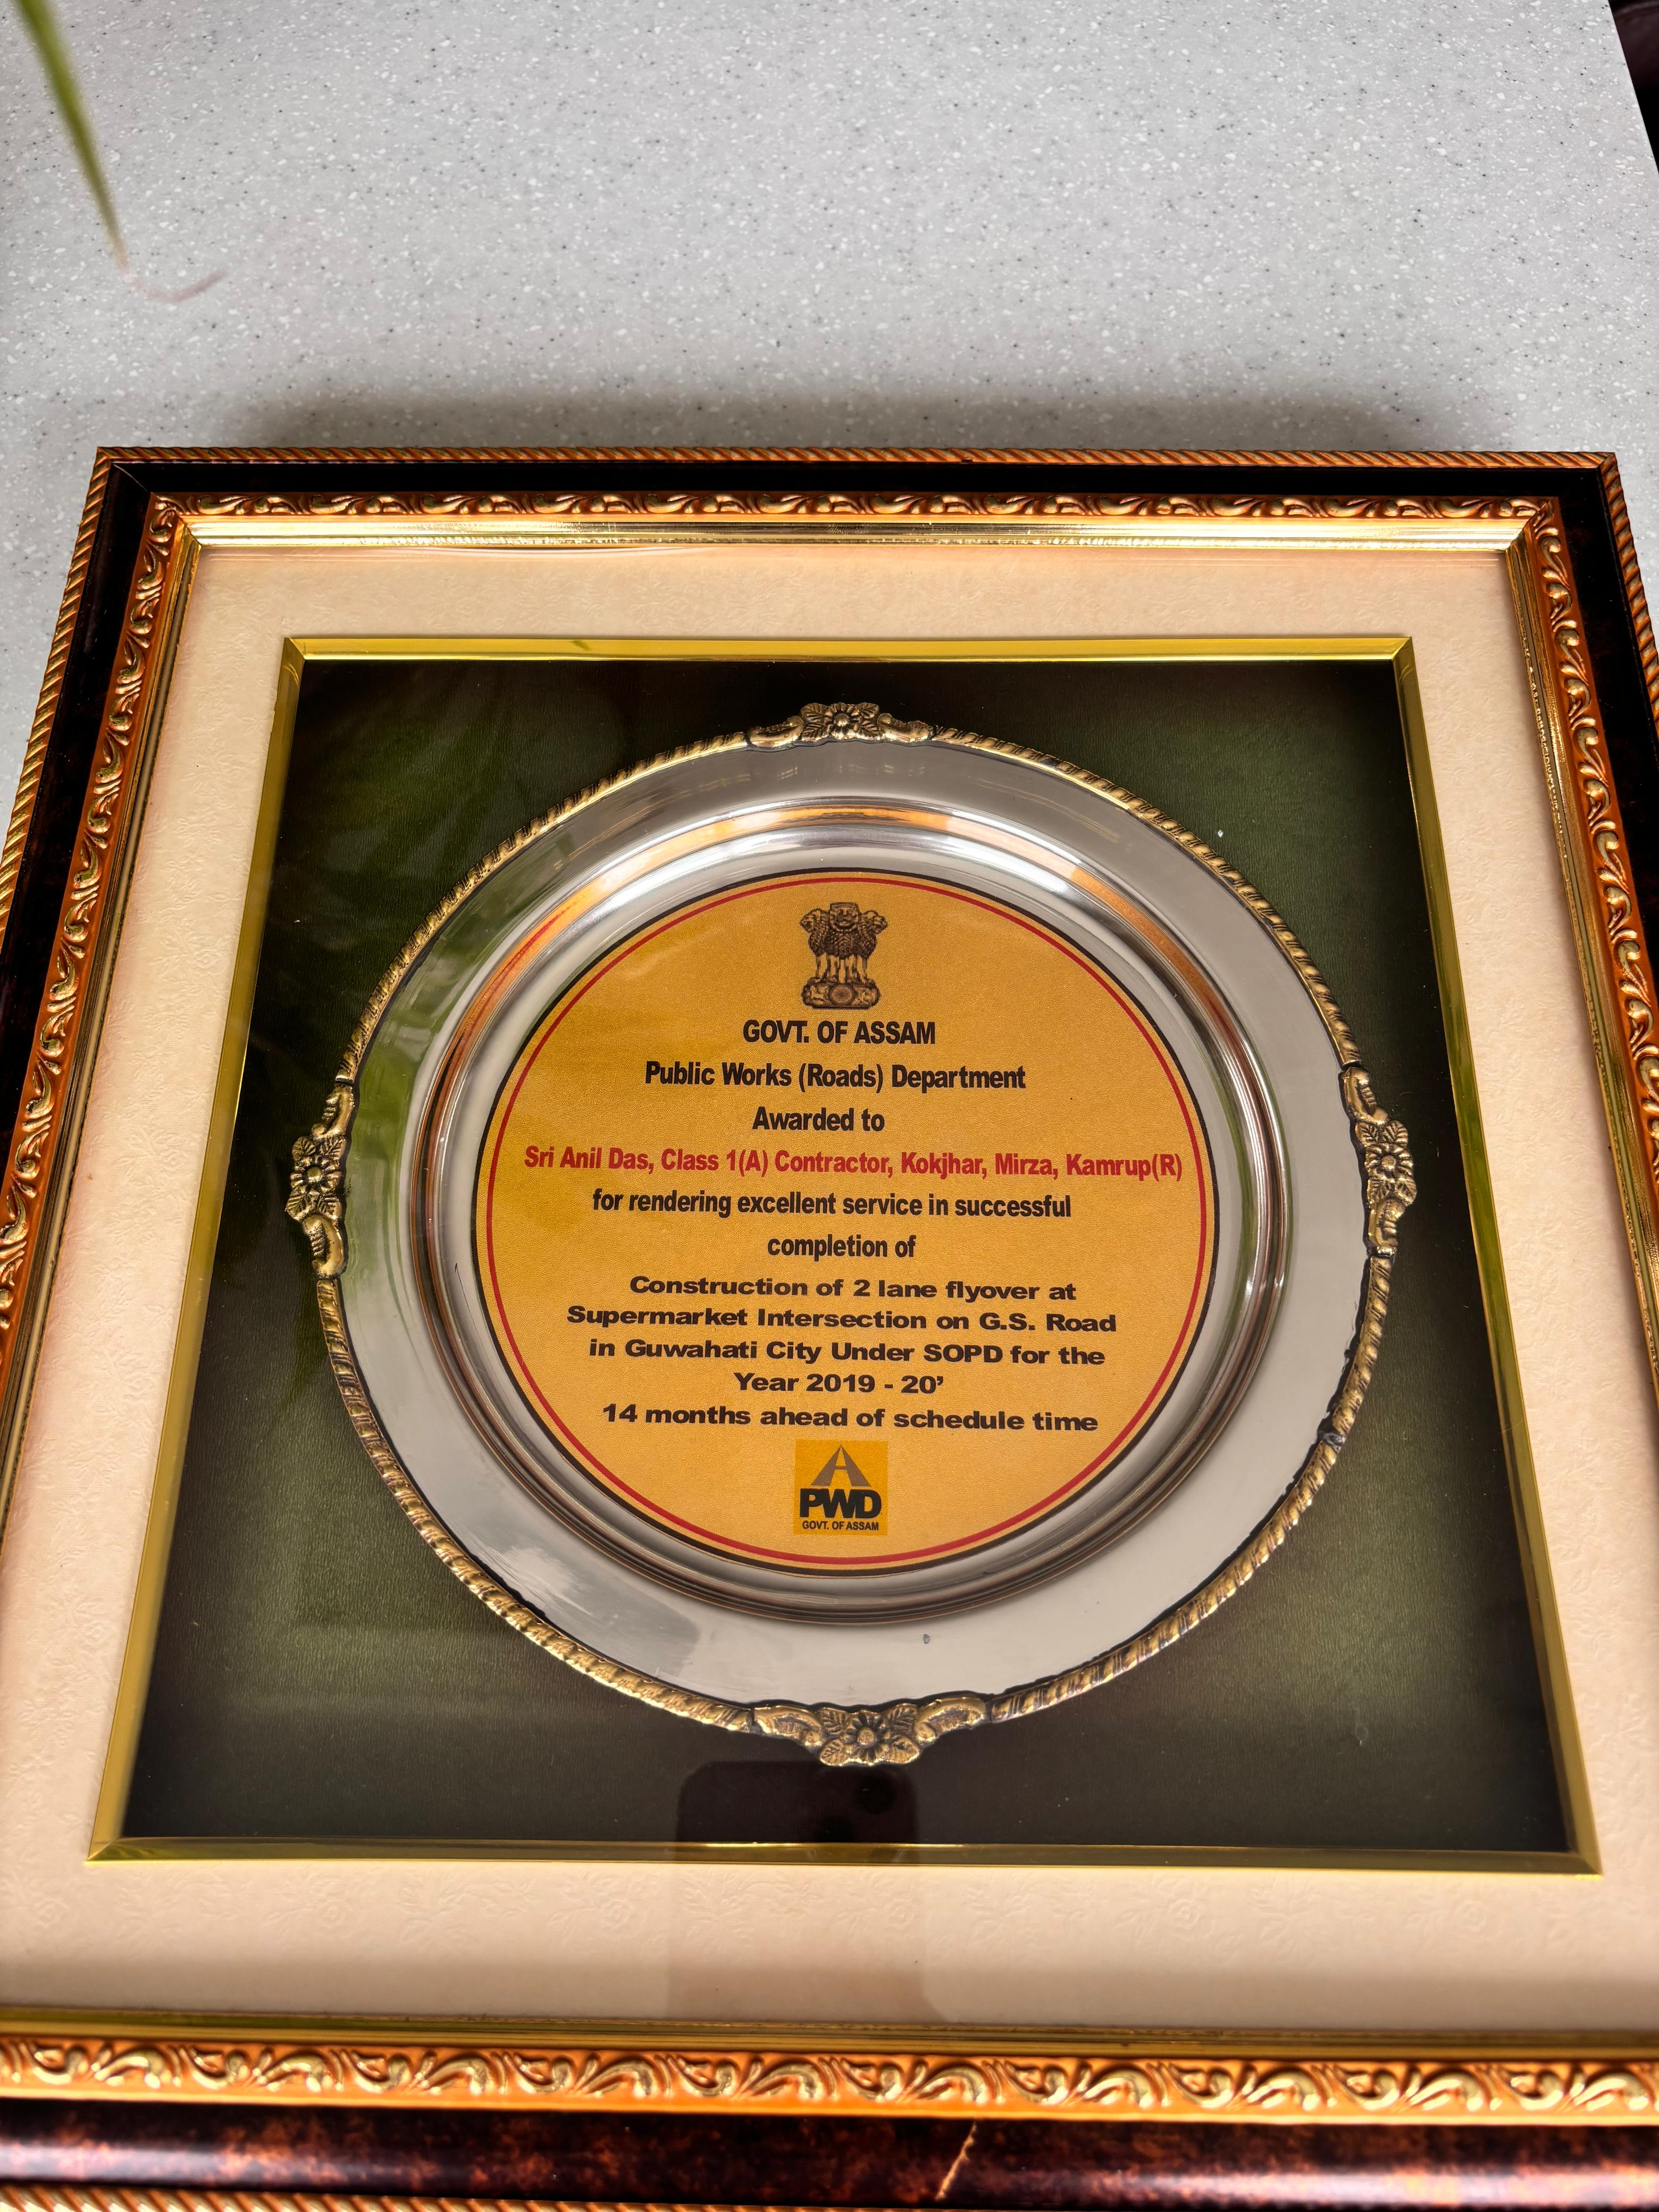 GOVT. OF ASSAM
Public Works (Roads) Department
Awarded to
Sri Anil Das, Class 1(A) Contractor, Kokjhar, Mirza, Kamrup(R)
for rendering excellent service in successful
completion of
Construction of 2 lane flyover at
Supermarket Intersection on G.S. Road
in Guwahati City Under SOPD for the
Year 2019 - 20’
14 months ahead of schedule time
PWD
GOVT. OF ASSAM